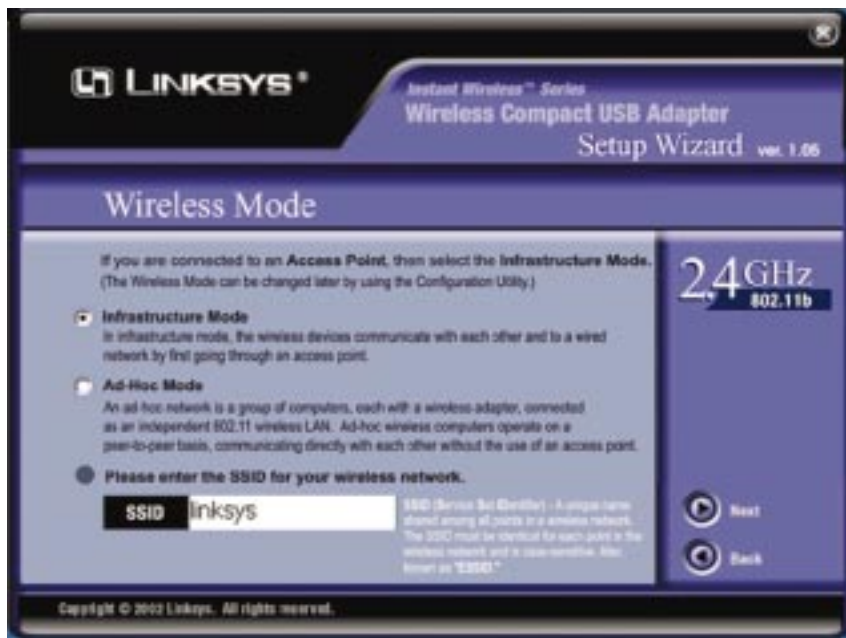 LINKSYS®
Instant Wireless™ Series
Wireless Compact USB Adapter
Setup Wizard ver. 1.05
Wireless Mode
If you are connected to an Access Point, then select the Infrastructure Mode.
(The Wireless Mode can be changed later by using the Configuration Utility.)
2.4 GHz
802.11b
Infrastructure Mode
In infrastructure mode, the wireless devices communicate with each other and to a wired
network by first going through an access point.
Ad-Hoc Mode
An ad-hoc network is a group of computers, each with a wireless adapter, connected
as an independent 802.11 wireless LAN. Ad-hoc wireless computers operate on a
peer-to-peer basis, communicating directly with each other without the use of an access point.
Please enter the SSID for your wireless network.
SSID linksys
SSID (Service Set IDentifier) - A unique name
shared among all points in a wireless network.
The SSID must be identical for each point in the
wireless network and is case-sensitive. Also
known as "ESSID."
Next
Back
Copyright © 2002 Linksys. All rights reserved.